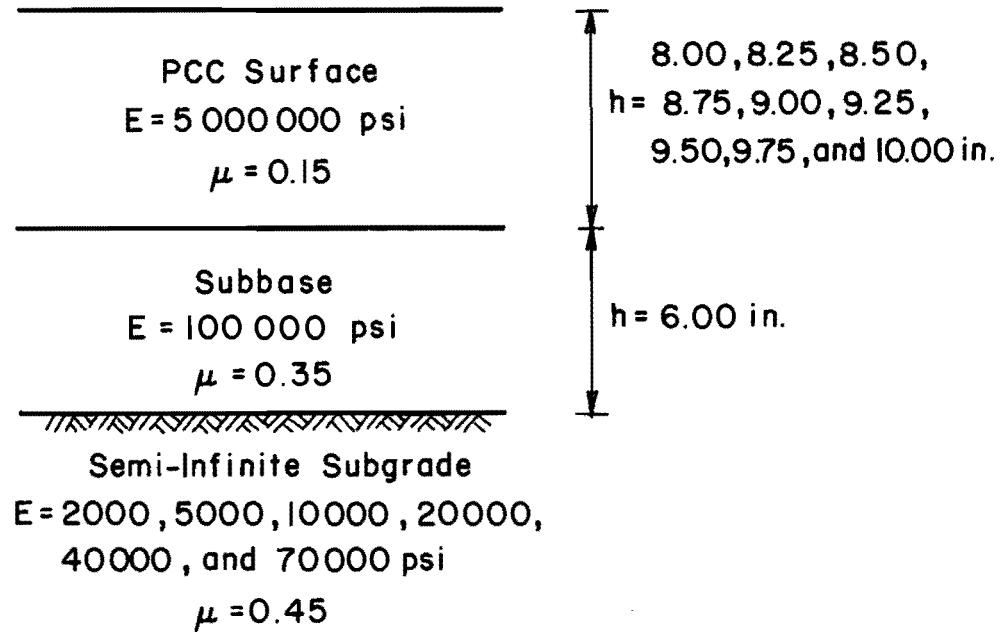 PCC Surface
E = 5 000 000 psi
μ = 0.15
8.00, 8.25, 8.50,
h = 8.75, 9.00, 9.25,
9.50, 9.75, and 10.00 in.
Subbase
E = 100 000 psi
μ = 0.35
h = 6.00 in.
Semi-Infinite Subgrade
E = 2000, 5000, 10000, 20000,
40000, and 70000 psi
μ = 0.45